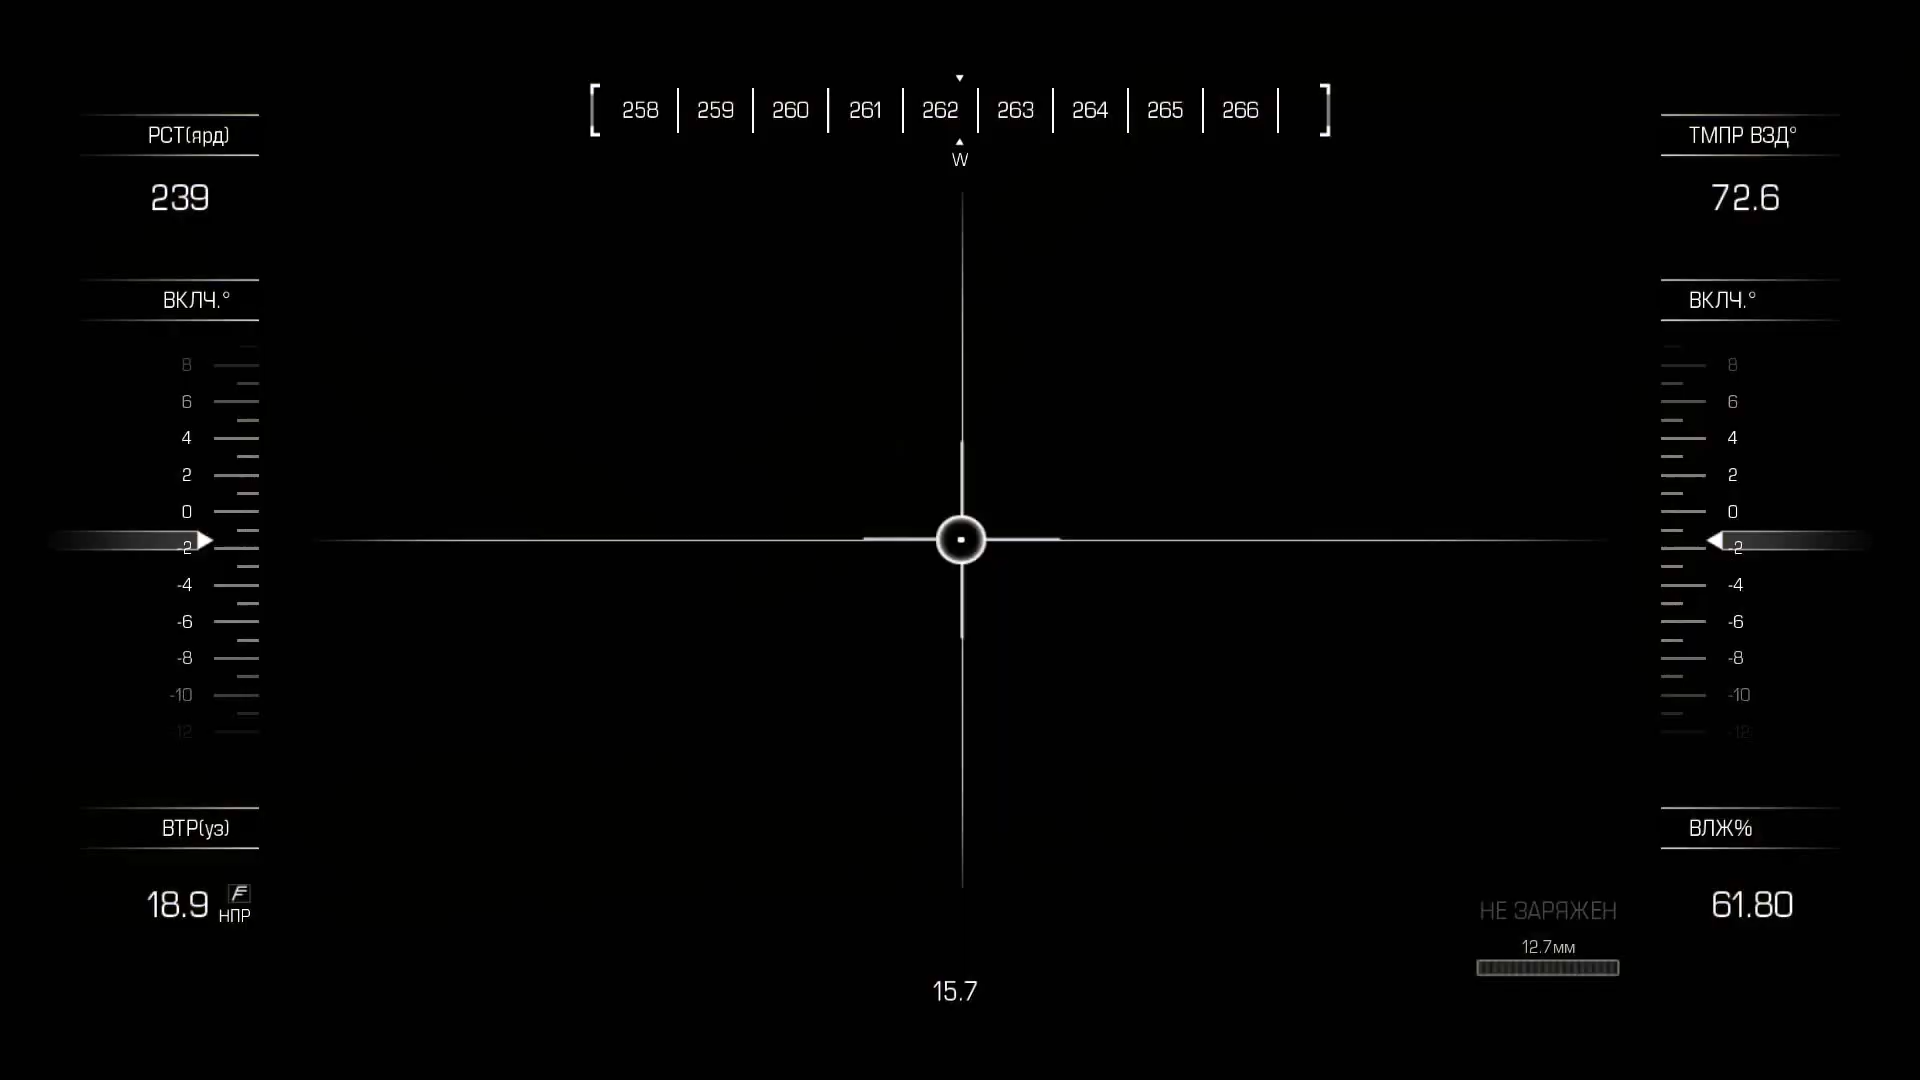 258 259 260 261 262 263 264 265 266
W
РСТ(ярд)
239
ВКЛЧ.°
8
6
4
2
0
-2
-4
-6
-8
-10
12
ВТР(уз)
18.9
F
НПР
15.7
ТМПР ВЗД°
72.6
ВКЛЧ.°
8
6
4
2
0
-2
-4
-6
-8
-10
-12
ВЛЖ%
61.80
НЕ ЗАРЯЖЕН
12.7мм